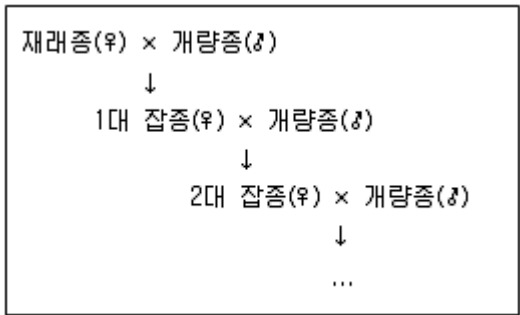 재래종(♀) × 개량종(♂)
↓
1대 잡종(♀) × 개량종(♂)
↓
2대 잡종(♀) × 개량종(♂)
↓
…